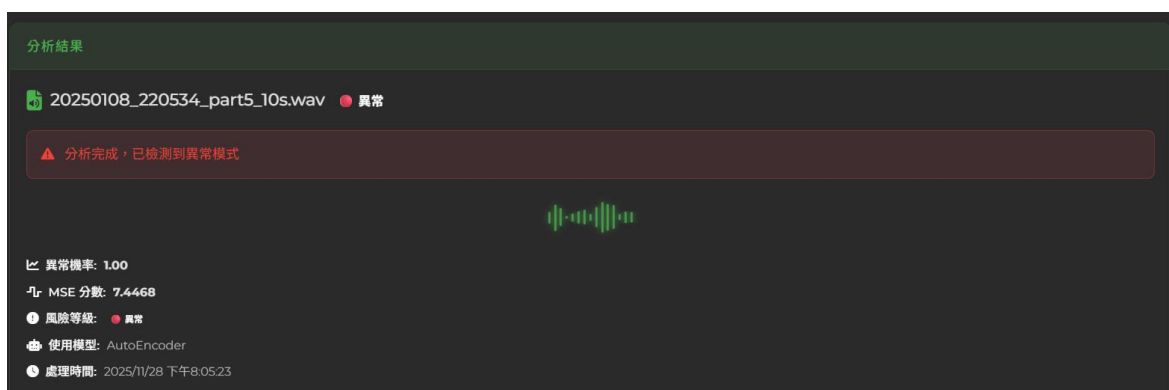 分析結果
20250108_220534_part5_10s.wav 異常
分析完成，已檢測到異常模式
異常機率: 1.00
MSE 分數: 7.4468
風險等級: 異常
使用模型: AutoEncoder
處理時間: 2025/11/28 下午8:05:23